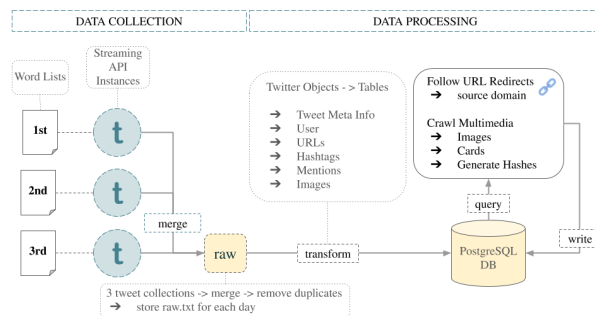 DATA COLLECTION
DATA PROCESSING
Word Lists
Streaming
API
Instances
1st
t
2nd
t
3rd
t
merge
raw
3 tweet collections -> merge -> remove duplicates
➔ store raw.txt for each day
Twitter Objects - > Tables
➔ Tweet Meta Info
➔ User
➔ URLs
➔ Hashtags
➔ Mentions
➔ Images
transform
Follow URL Redirects
➔ source domain
Crawl Multimedia
➔ Images
➔ Cards
➔ Generate Hashes
query
PostgreSQL
DB
write